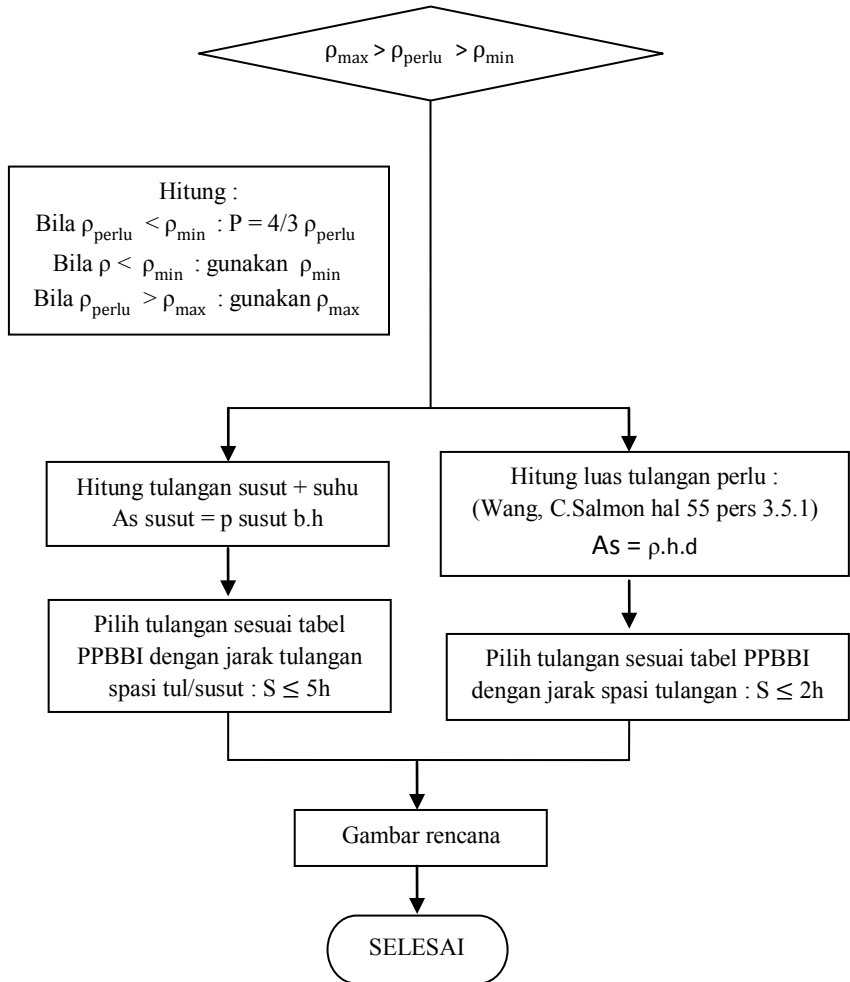 ρmax > ρperlu > ρmin
Hitung :
Bila ρperlu < ρmin : P = 4/3 ρperlu
Bila ρ < ρmin : gunakan ρmin
Bila ρperlu > ρmax : gunakan ρmax
Hitung tulangan susut + suhu
As susut = p susut b.h
Hitung luas tulangan perlu :
(Wang, C.Salmon hal 55 pers 3.5.1)
As = ρ.h.d
Pilih tulangan sesuai tabel
PPBBI dengan jarak tulangan
spasi tul/susut : S ≤ 5h
Pilih tulangan sesuai tabel PPBBI
dengan jarak spasi tulangan : S ≤ 2h
Gambar rencana
SELESAI